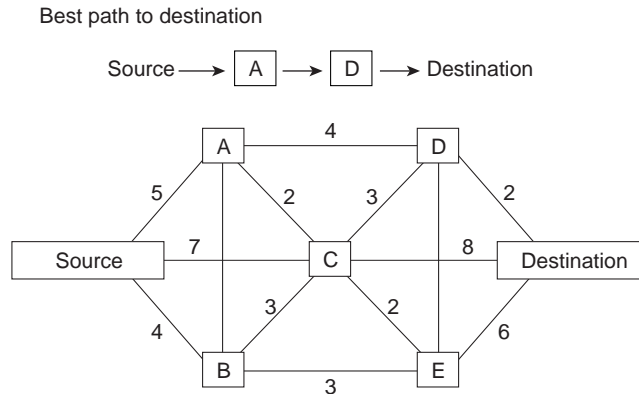 Best path to destination
Source A D Destination
A 4 D
5 2 3 2
Source 7 C 8 Destination
4 3 2 6
B 3 E